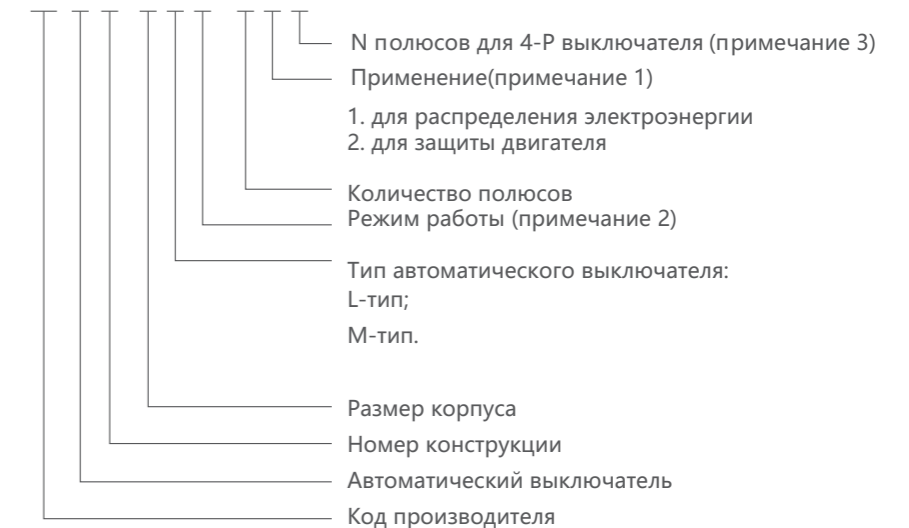 N полюсов для 4-P выключателя (примечание 3)
Применение(примечание 1)
1. для распределения электроэнергии
2. для защиты двигателя
Количество полюсов
Режим работы (примечание 2)
Тип автоматического выключателя:
L-тип;
М-тип.
Размер корпуса
Номер конструкции
Автоматический выключатель
Код производителя